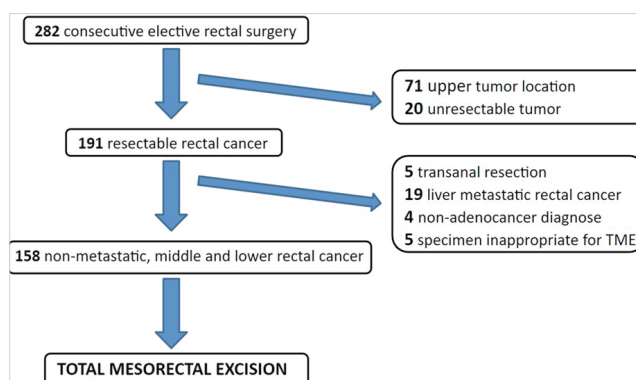 282 consecutive elective rectal surgery
71 upper tumor location
20 unresectable tumor
191 resectable rectal cancer
5 transanal resection
19 liver metastatic rectal cancer
4 non-adenocancer diagnose
5 specimen inappropriate for TME
158 non-metastatic, middle and lower rectal cancer
TOTAL MESORECTAL EXCISION